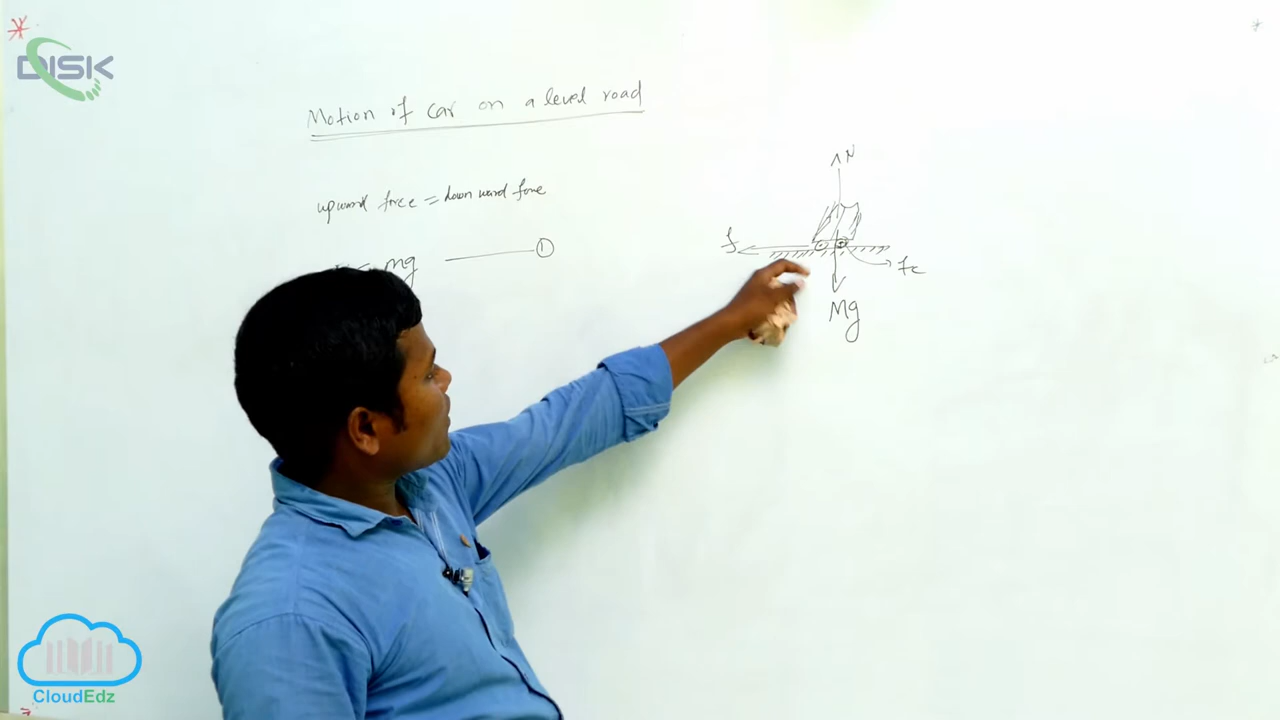 DISK
Motion of car on a level road
upward force = down ward force
mg ①
N
f
fc
Mg
CloudEdz